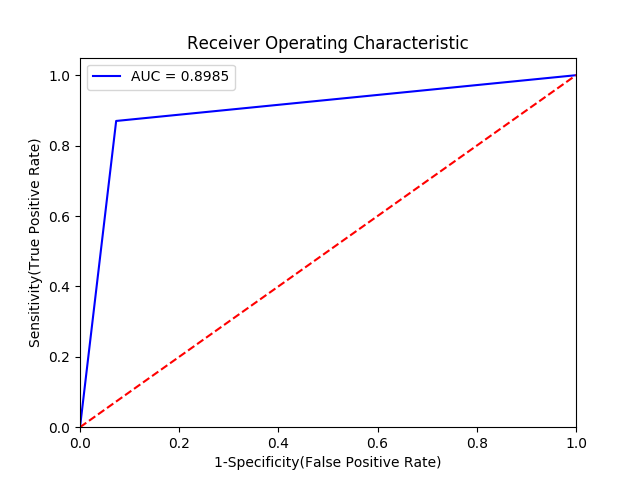 Receiver Operating Characteristic
AUC = 0.8985
1.0
0.8
0.6
0.4
0.2
0.0
Sensitivity(True Positive Rate)
0.0 0.2 0.4 0.6 0.8 1.0
1-Specificity(False Positive Rate)